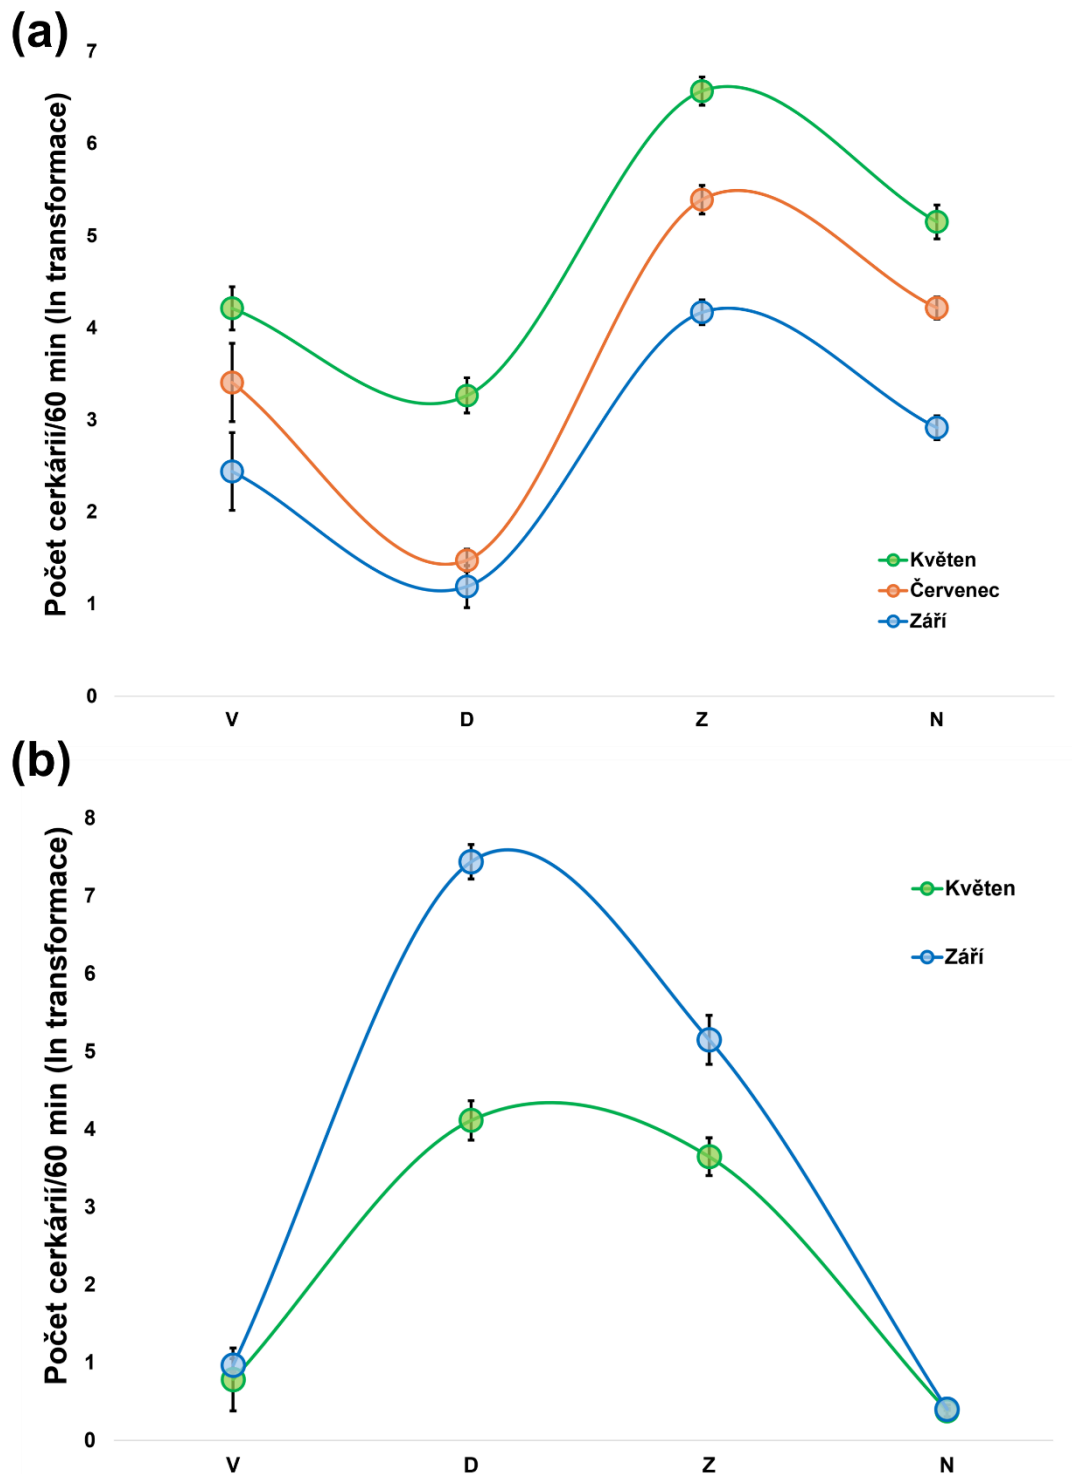 (a)
Počet cerkárií/60 min (ln transformace)
7
6
5
4
3
2
1
0
V D Z N
Květen
Červenec
Září
(b)
Počet cerkárií/60 min (ln transformace)
8
7
6
5
4
3
2
1
0
V D Z N
Květen
Září